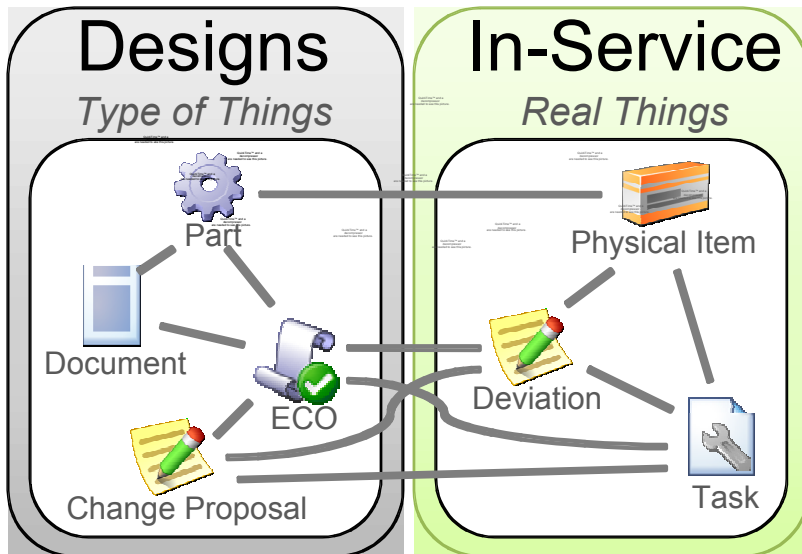 Designs
Type of Things
Part
Document
ECO
Change Proposal
In-Service
Real Things
Physical Item
Deviation
Task